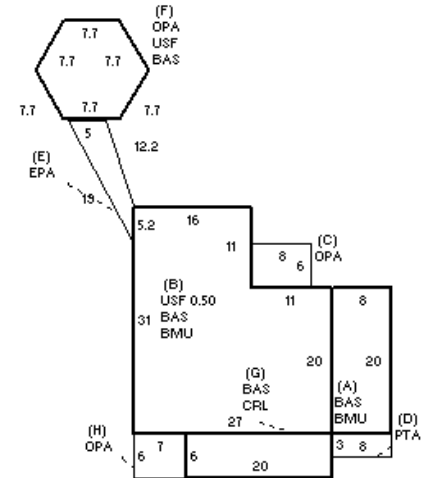 (F)
OPA
USF
BAS
7.7
7.7 7.7
7.7 7.7 7.7
5
12.2
(E)
EPA
19
5.2 16
11
(C)
OPA
8
6
(B)
USF 0.50
BAS
BMU
11 8
31
20 20
(G)
BAS
CRL
(A)
BAS
BMU
27
(D)
PTA
(H)
OPA
6 7 6
20
3 8